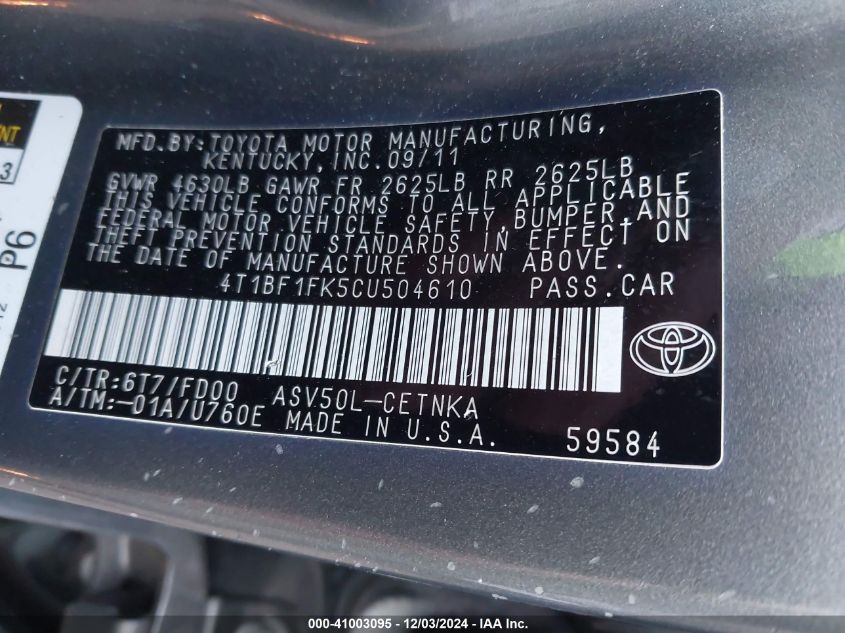 MFD.BY:TOYOTA MOTOR MANUFACTURING,
KENTUCKY,INC.09/11
GVWR 4630LB GAWR FR 2625LB RR 2625LB
THIS VEHICLE CONFORMS TO ALL APPLICABLE
FEDERAL MOTOR VEHICLE SAFETY,BUMPER,AND
THEFT PREVENTION STANDARDS IN EFFECT ON
THE DATE OF MANUFACTURE SHOWN ABOVE.
4T1BF1FK5CU504610 PASS.CAR
C/TR:6T7/FD00 ASV50L-CETNKA
A/TM:-01A/U760E MADE IN U.S.A.
59584
P6
000-41003095 - 12/03/2024 - IAA Inc.